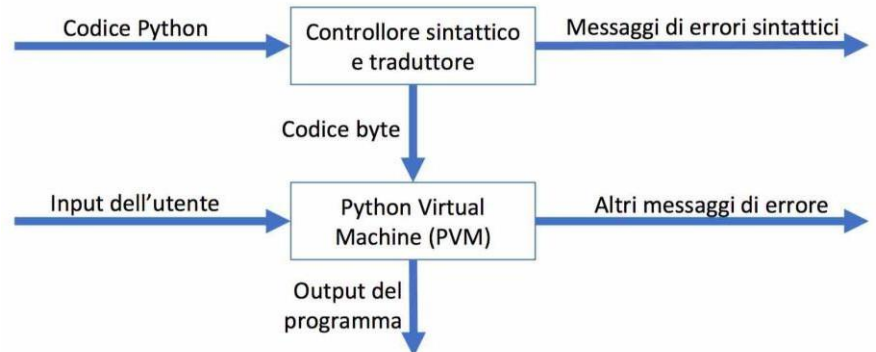 Codice Python
Controllore sintattico
e traduttore
Messaggi di errori sintattici
Codice byte
Input dell'utente
Python Virtual
Machine (PVM)
Altri messaggi di errore
Output del
programma